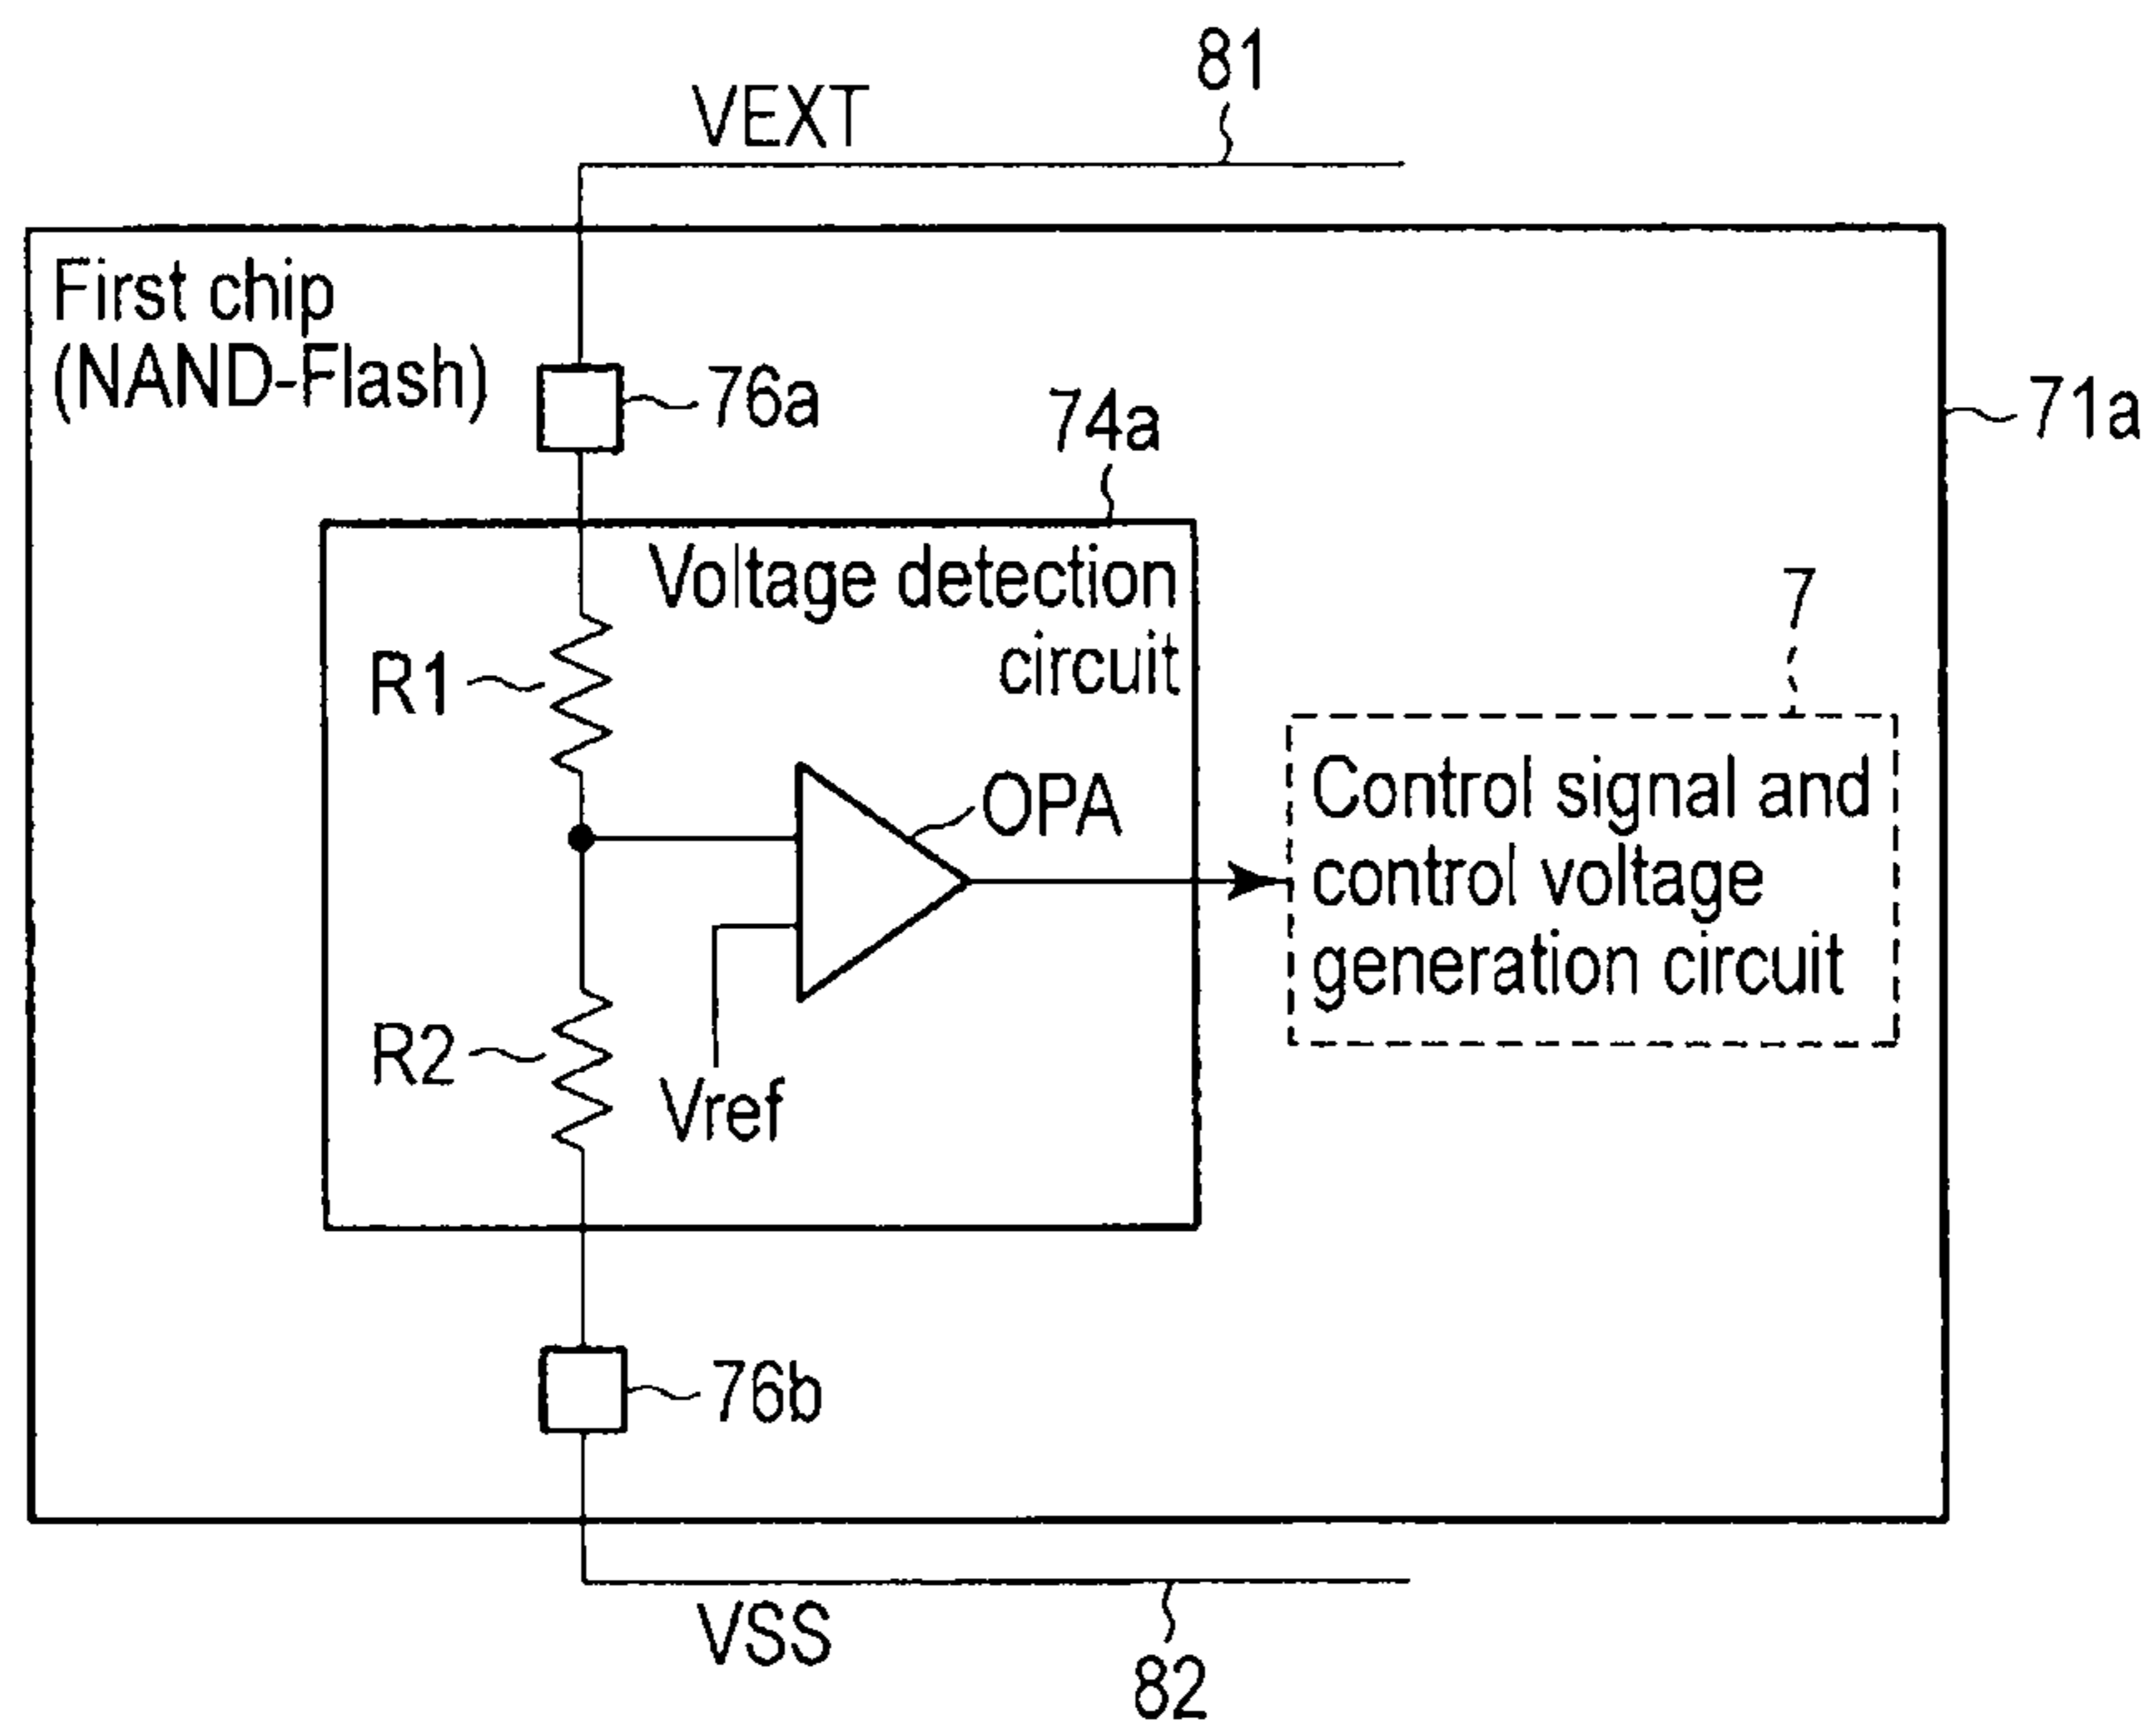 81
VEXT
First chip
(NAND-Flash)
76a
74a
71a
Voltage detection
circuit
7
R1
OPA
Control signal and
control voltage
generation circuit
R2
Vref
76b
VSS
82